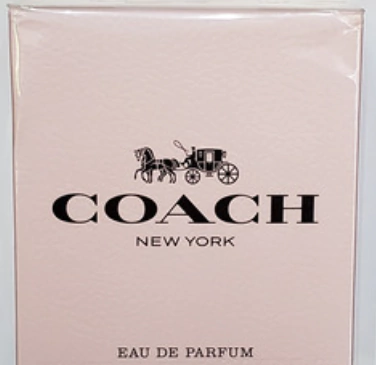 COACH
NEW YORK
EAU DE PARFUM